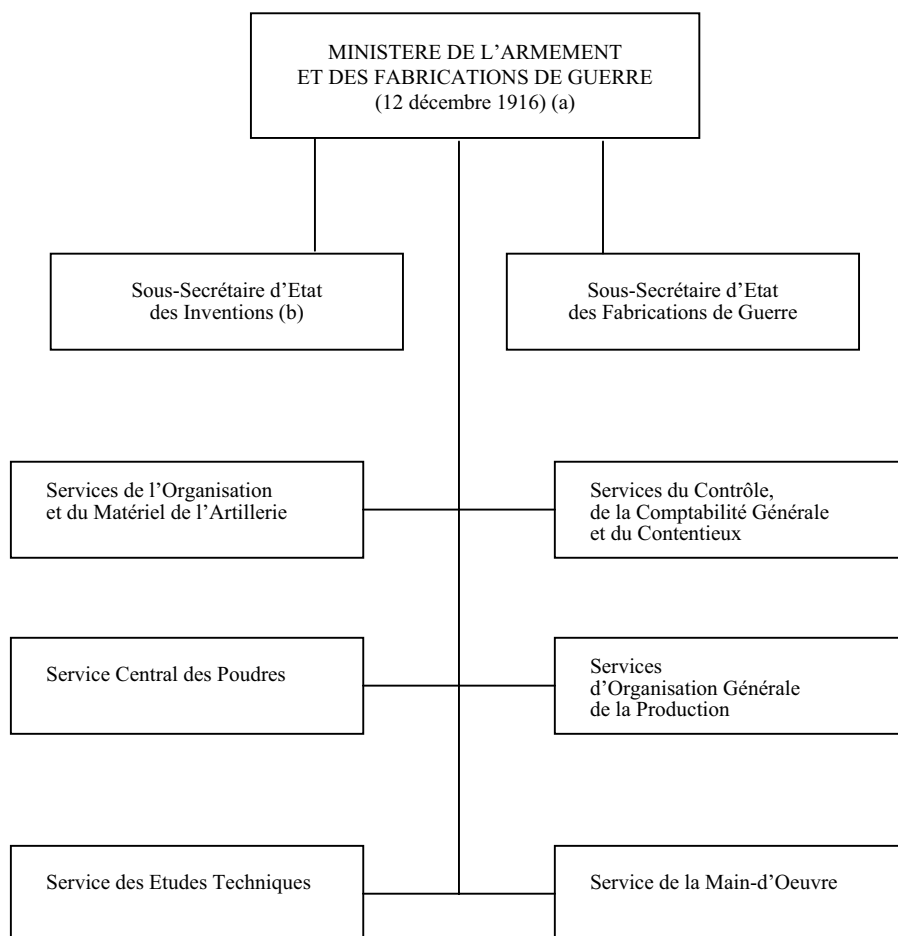 MINISTERE DE L’ARMEMENT
ET DES FABRICATIONS DE GUERRE
(12 décembre 1916) (a)
Sous-Secrétaire d’Etat
des Inventions (b)
Sous-Secrétaire d’Etat
des Fabrications de Guerre
Services de l’Organisation
et du Matériel de l’Artillerie
Services du Contrôle,
de la Comptabilité Générale
et du Contentieux
Service Central des Poudres
Services
d’Organisation Générale
de la Production
Service des Etudes Techniques
Service de la Main-d’Oeuvre